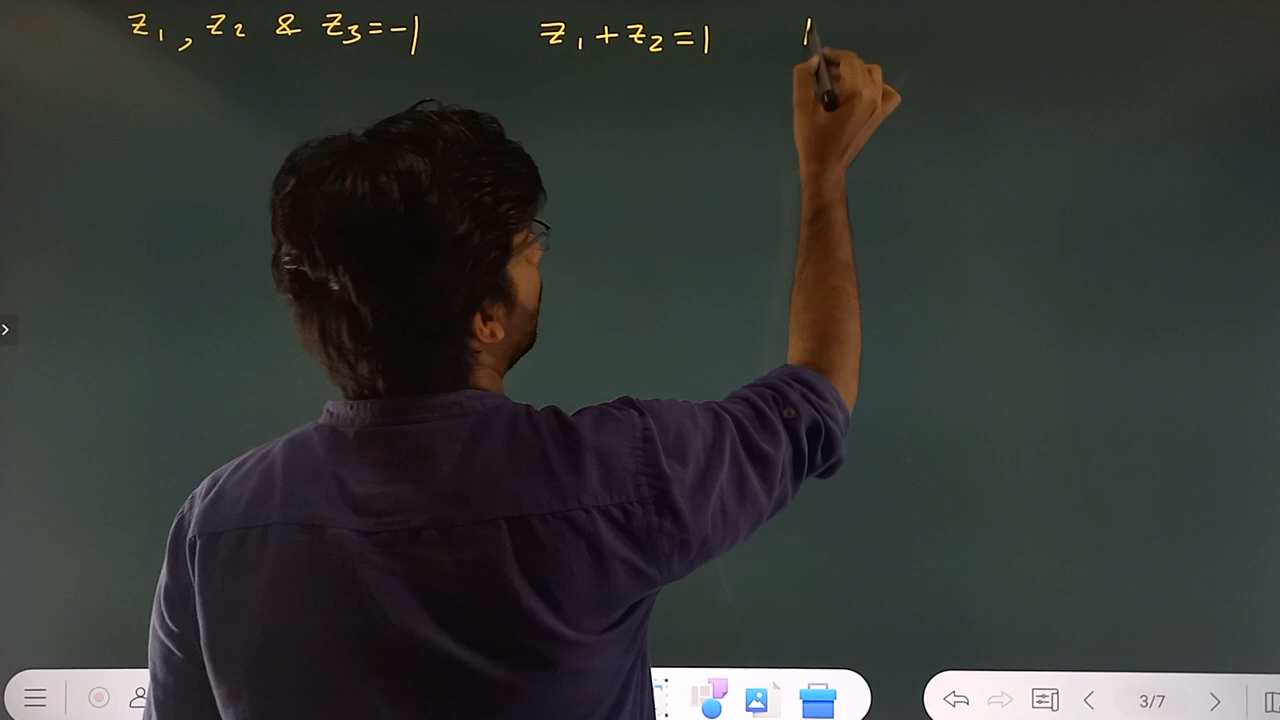 z₁, z₂ & z₃=-1 z₁+z₂=1 |
3/7